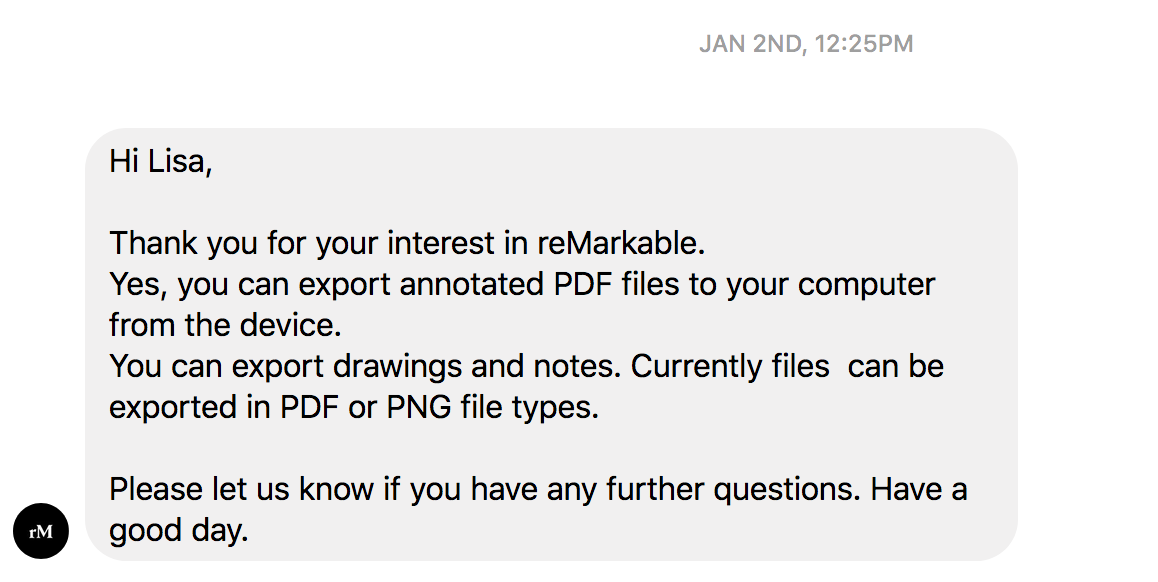 JAN 2ND, 12:25PM
Hi Lisa,
Thank you for your interest in reMarkable.
Yes, you can export annotated PDF files to your computer
from the device.
You can export drawings and notes. Currently files  can be
exported in PDF or PNG file types.
Please let us know if you have any further questions. Have a
good day.
rM